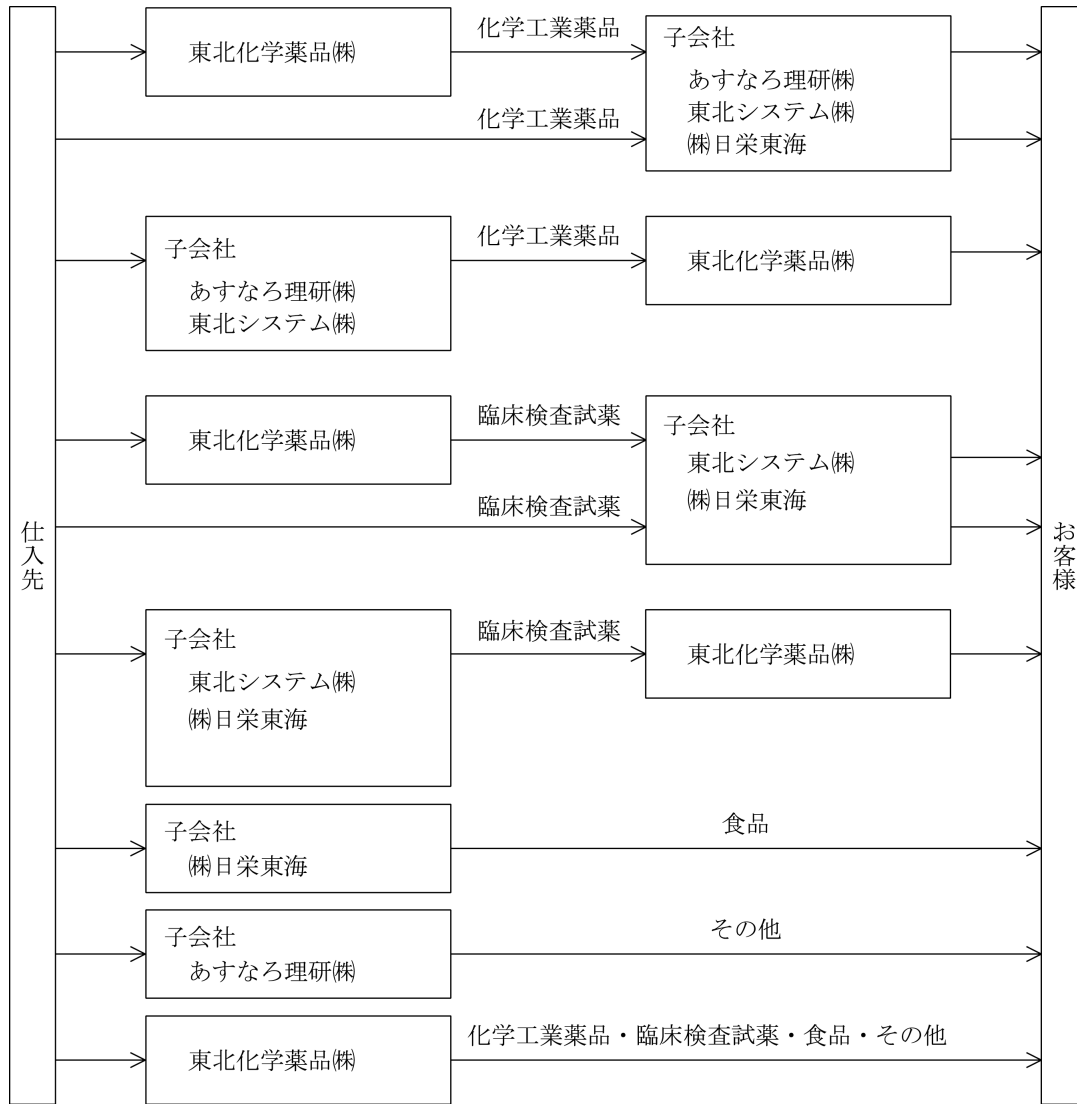 仕入先
東北化学薬品㈱
化学工業薬品
化学工業薬品
子会社
あすなろ理研㈱
東北システム㈱
㈱日栄東海
子会社
あすなろ理研㈱
東北システム㈱
化学工業薬品
東北化学薬品㈱
東北化学薬品㈱
臨床検査試薬
臨床検査試薬
子会社
東北システム㈱
㈱日栄東海
子会社
東北システム㈱
㈱日栄東海
臨床検査試薬
東北化学薬品㈱
子会社
㈱日栄東海
食品
子会社
あすなろ理研㈱
その他
東北化学薬品㈱
化学工業薬品・臨床検査試薬・食品・その他
お客様